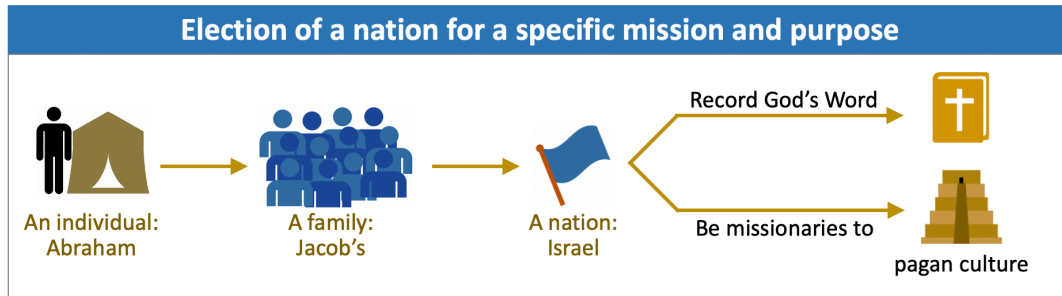 Election of a nation for a specific mission and purpose
Record God's Word
An individual:
Abraham
A family:
Jacob's
A nation:
Israel
Be missionaries to
pagan culture